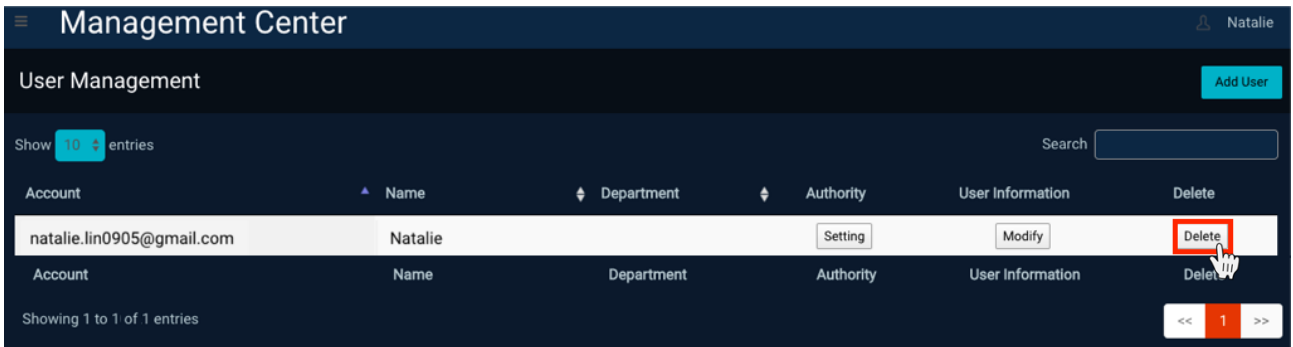 Management Center Natalie
User Management Add User
Show 10 entries Search
Account Name Department Authority User Information Delete
natalie.lin0905@gmail.com Natalie Setting Modify Delete
Account Name Department Authority User Information Delete
Showing 1 to 1 of 1 entries << 1 >>